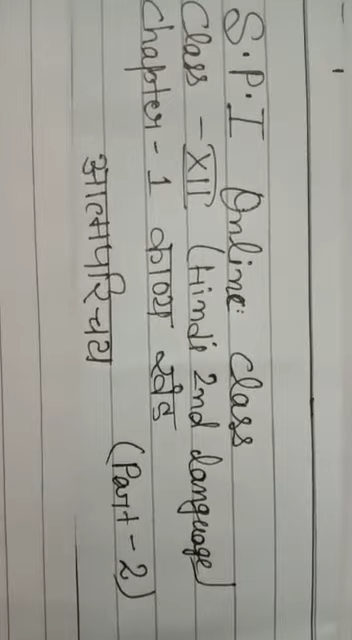 S.P.I Online class
Class - XII (Hindi 2nd language)
Chapter - 1 काव्य खंड
आत्मपरिचय (Part - 2)